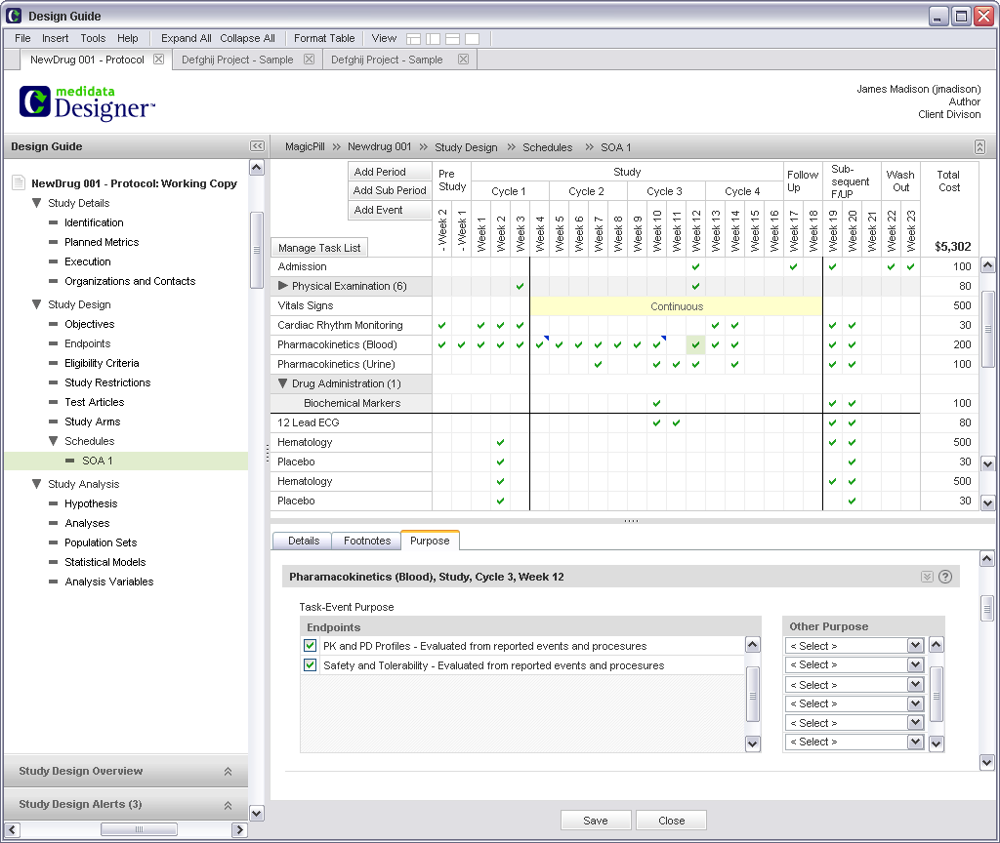 Design Guide
File Insert Tools Help Expand All Collapse All Format Table View
NewDrug 001 - Protocol Defghij Project - Sample Defghij Project - Sample
medidata
Designer™
James Madison (jmadison)
Author
Client Divison
Design Guide
MagicPill >> Newdrug 001 >> Study Design >> Schedules >> SOA 1
NewDrug 001 - Protocol: Working Copy
Study Details
Identification
Planned Metrics
Execution
Organizations and Contacts
Study Design
Objectives
Endpoints
Eligibility Criteria
Study Restrictions
Test Articles
Study Arms
Schedules
SOA 1
Study Analysis
Hypothesis
Analyses
Population Sets
Statistical Models
Analysis Variables
Study Design Overview
Study Design Alerts (3)
Add Period
Add Sub Period
Add Event
Manage Task List
Pre Study
Study
Follow Up
Sub-sequent F/UP
Wash Out
Total Cost
Cycle 1 Cycle 2 Cycle 3 Cycle 4
- Week 2 - Week 1 Week 1 Week 2 Week 3 Week 4 Week 5 Week 6 Week 7 Week 8 Week 9 Week 10 Week 11 Week 12 Week 13 Week 14 Week 15 Week 16 Week 17 Week 18 Week 19 Week 20 Week 21 Week 22 Week 23
$5,302
Admission 100
Physical Examination (6) 80
Vitals Signs Continuous 500
Cardiac Rhythm Monitoring 30
Pharmacokinetics (Blood) 200
Pharmacokinetics (Urine) 100
Drug Administration (1)
Biochemical Markers 100
12 Lead ECG 80
Hematology 500
Placebo 30
Hematology 500
Placebo 30
Details Footnotes Purpose
Pharamacokinetics (Blood), Study, Cycle 3, Week 12
Task-Event Purpose
Endpoints
PK and PD Profiles - Evaluated from reported events and procesures
Safety and Tolerability - Evaluated from reported events and procesures
Other Purpose
< Select >
< Select >
< Select >
< Select >
< Select >
< Select >
Save Close